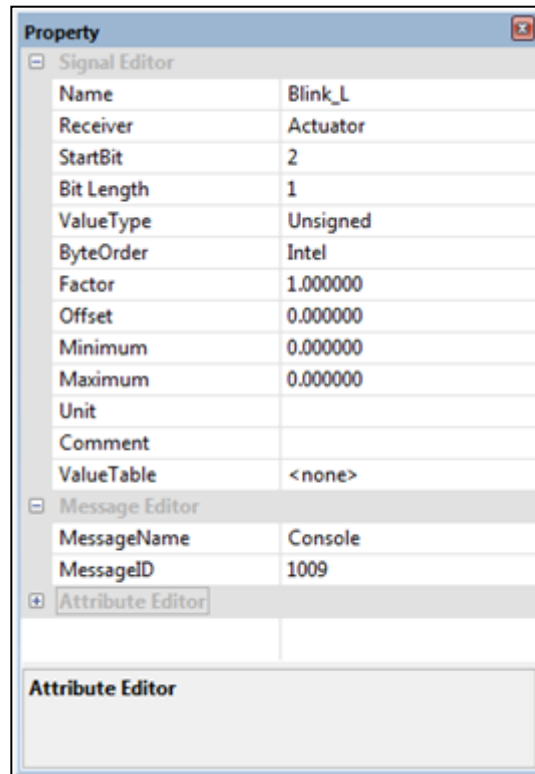 Property
Signal Editor
Name Blink_L
Receiver Actuator
StartBit 2
Bit Length 1
ValueType Unsigned
ByteOrder Intel
Factor 1.000000
Offset 0.000000
Minimum 0.000000
Maximum 0.000000
Unit
Comment
ValueTable <none>
Message Editor
MessageName Console
MessageID 1009
Attribute Editor
Attribute Editor